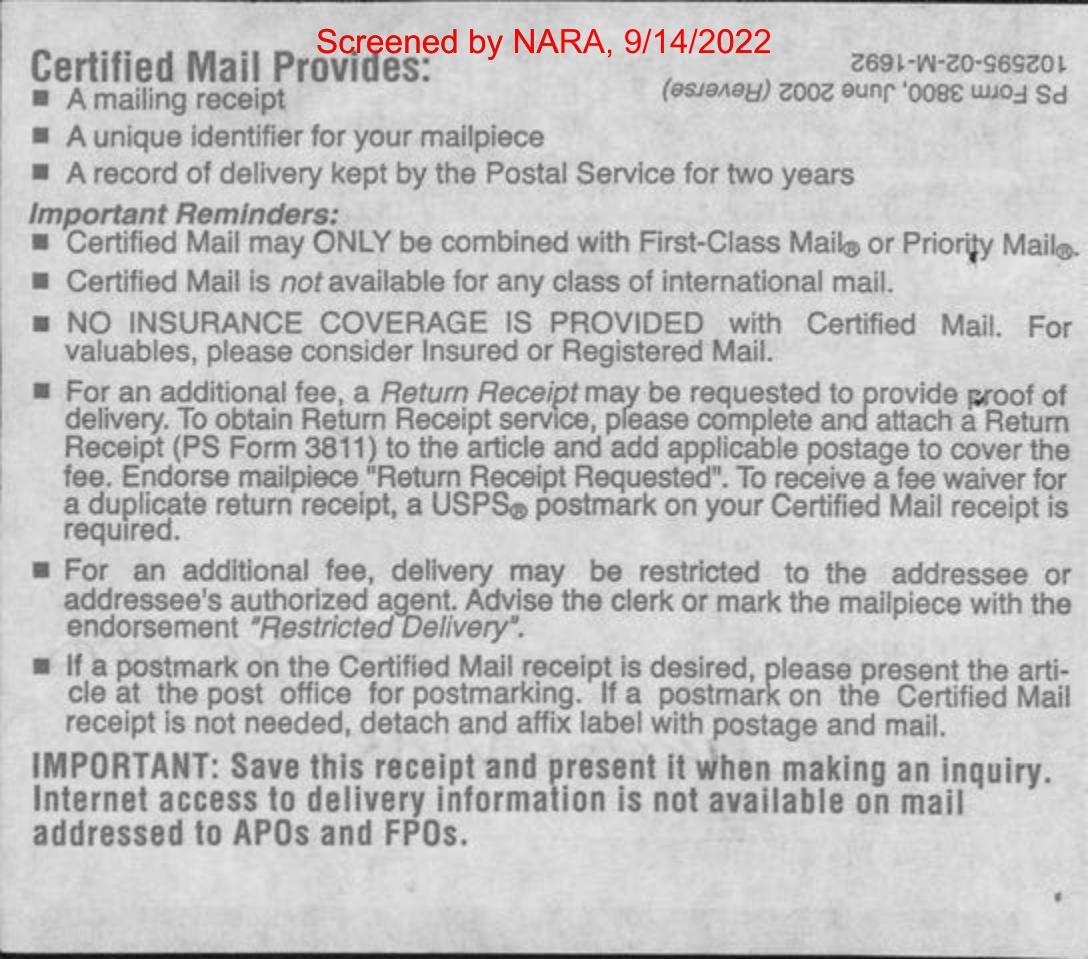 Screened by NARA, 9/14/2022
Certified Mail Provides:
■ A mailing receipt
■ A unique identifier for your mailpiece
■ A record of delivery kept by the Postal Service for two years
PS Form 3800, June 2002 (Reverse)
102595-02-M-1692
Important Reminders:
■ Certified Mail may ONLY be combined with First-Class Mail® or Priority Mail®.
■ Certified Mail is not available for any class of international mail.
■ NO INSURANCE COVERAGE IS PROVIDED with Certified Mail. For
valuables, please consider Insured or Registered Mail.
■ For an additional fee, a Return Receipt may be requested to provide proof of
delivery. To obtain Return Receipt service, please complete and attach a Return
Receipt (PS Form 3811) to the article and add applicable postage to cover the
fee. Endorse mailpiece "Return Receipt Requested". To receive a fee waiver for
a duplicate return receipt, a USPS® postmark on your Certified Mail receipt is
required.
■ For an additional fee, delivery may be restricted to the addressee or
addressee's authorized agent. Advise the clerk or mark the mailpiece with the
endorsement "Restricted Delivery".
■ If a postmark on the Certified Mail receipt is desired, please present the arti-
cle at the post office for postmarking. If a postmark on the Certified Mail
receipt is not needed, detach and affix label with postage and mail.
IMPORTANT: Save this receipt and present it when making an inquiry.
Internet access to delivery information is not available on mail
addressed to APOs and FPOs.